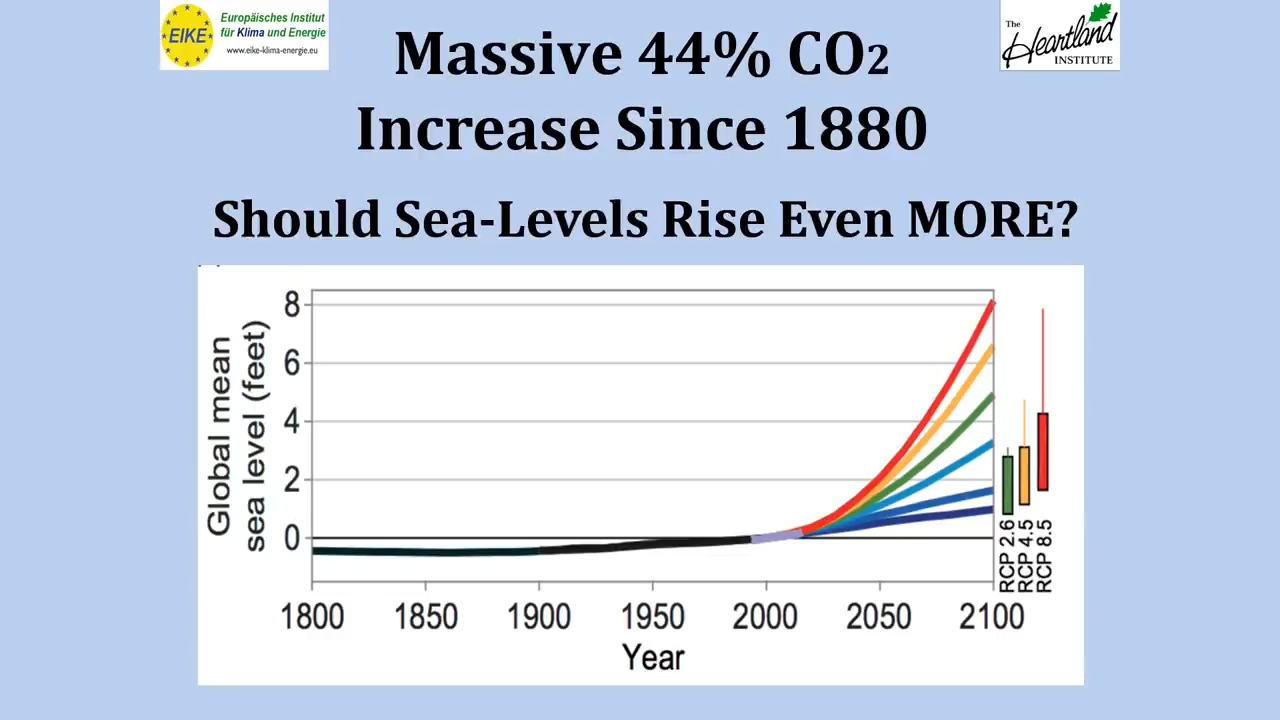 EIKE
Europäisches Institut
für Klima und Energie
www.eike-klima-energie.eu
The
Heartland
INSTITUTE
Massive 44% CO2
Increase Since 1880
Should Sea-Levels Rise Even MORE?
Global mean
sea level (feet)
8
6
4
2
0
1800 1850 1900 1950 2000 2050 2100
Year
RCP 2.6
RCP 4.5
RCP 8.5